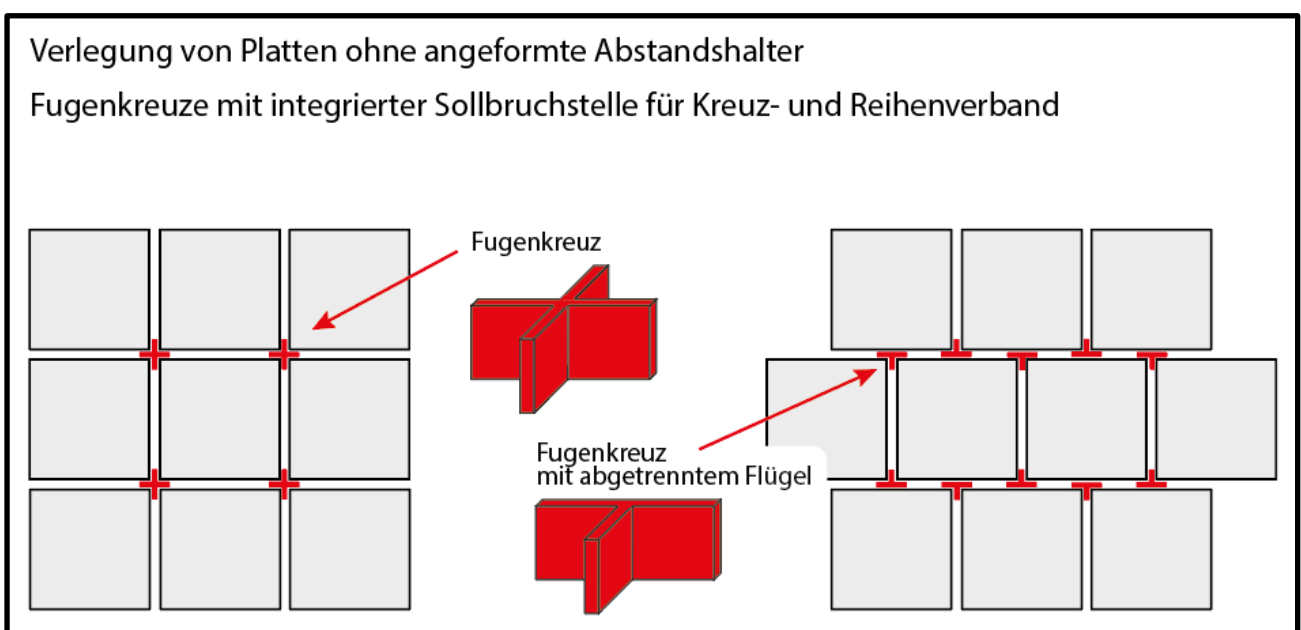 Verlegung von Platten ohne angeformte Abstandshalter
Fugenkreuze mit integrierter Sollbruchstelle für Kreuz- und Reihenverband
Fugenkreuz
Fugenkreuz
mit abgetrenntem Flügel